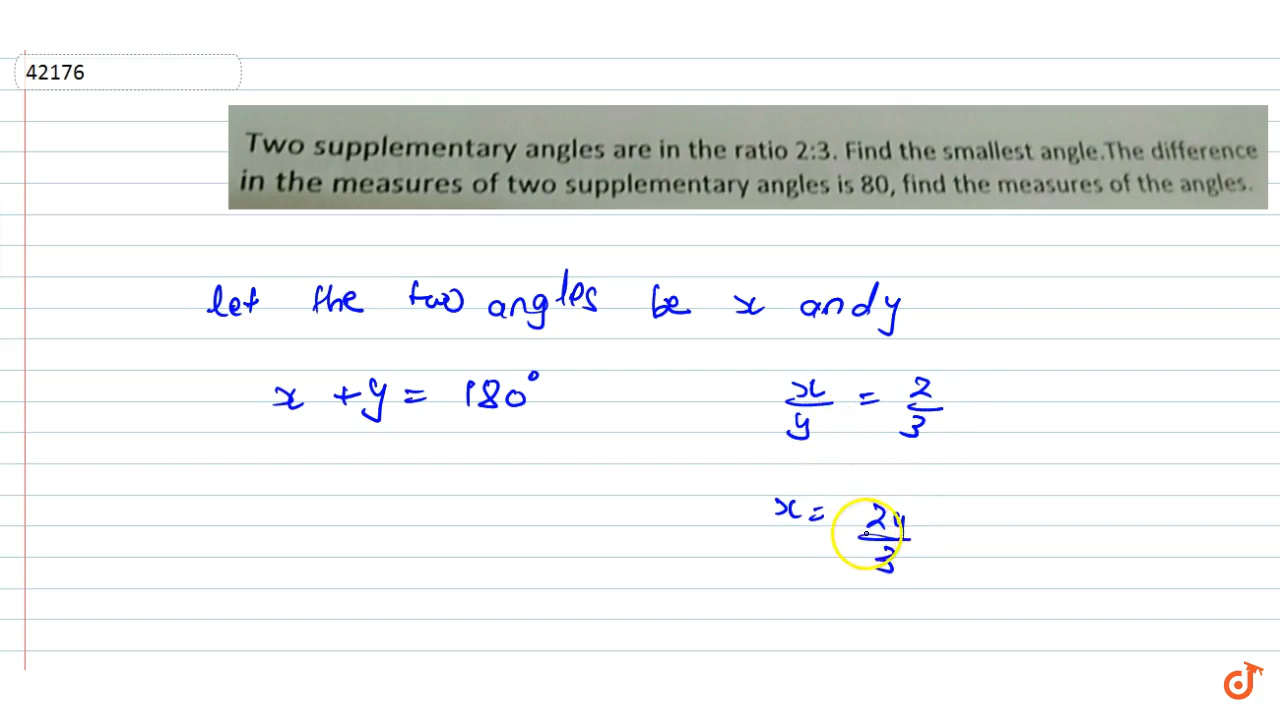 42176
Two supplementary angles are in the ratio 2:3. Find the smallest angle.The difference
in the measures of two supplementary angles is 80, find the measures of the angles.
let the two angles be x and y
x + y = 180° x/y = 2/3
x = 2y/3